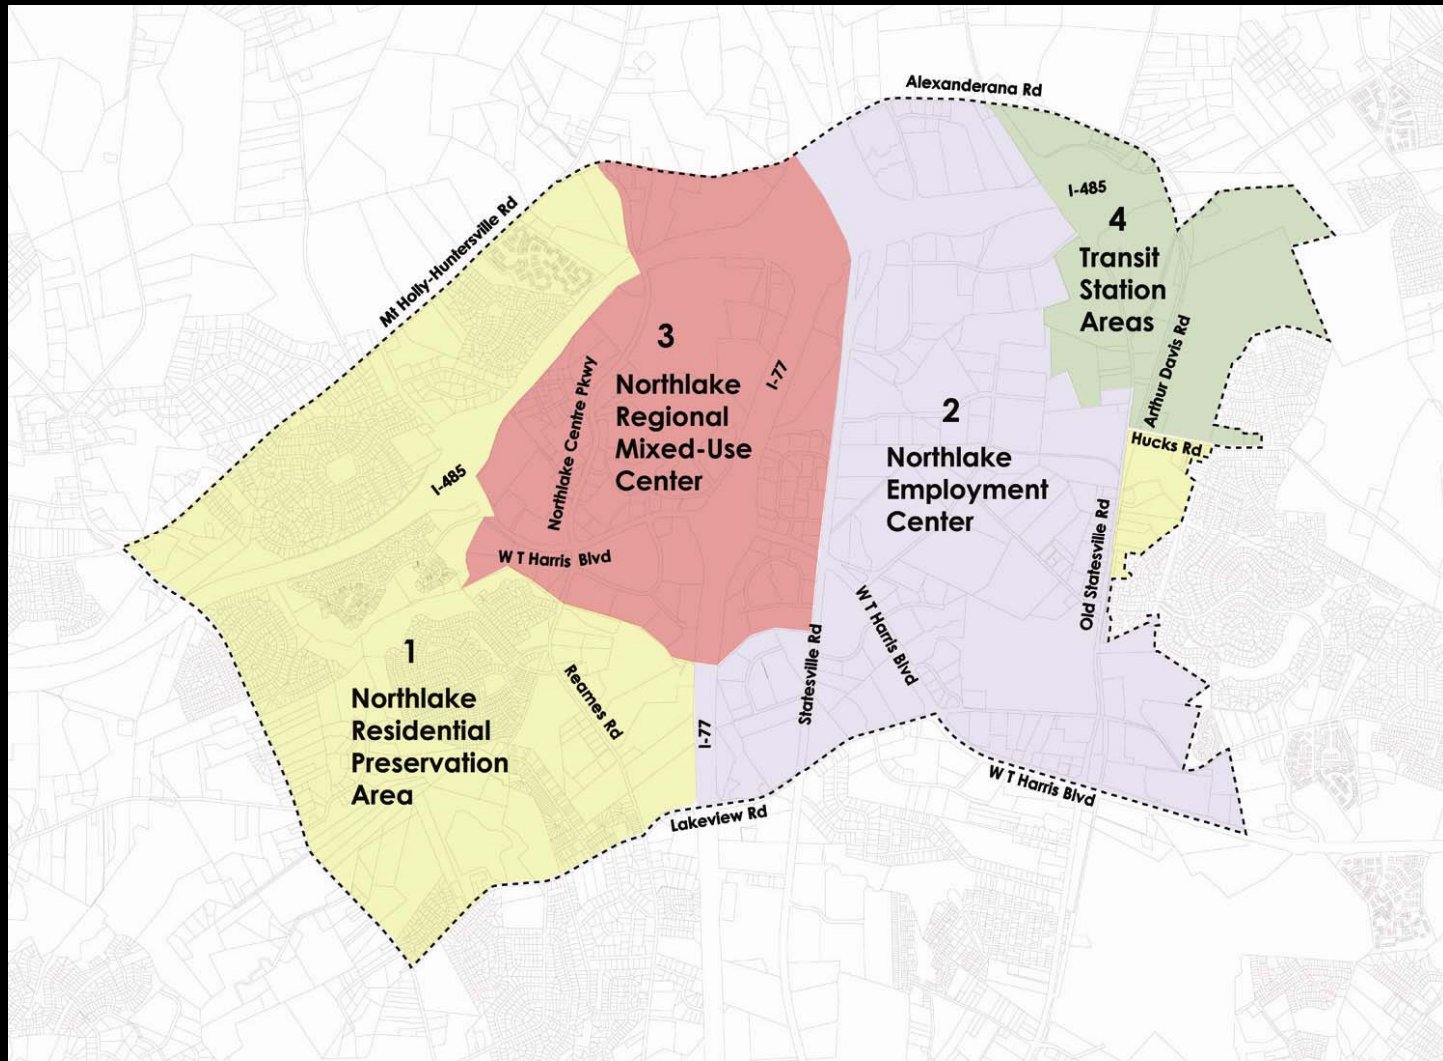 Alexanderana Rd
I-485
4
Transit
Station
Areas
Mt Holly-Huntersville Rd
Arthur Davis Rd
3
Northlake
Regional
Mixed-Use
Center
I-77
Northlake Centre Pkwy
2
Northlake
Employment
Center
Hucks Rd
I-485
W T Harris Blvd
Old Statesville Rd
W T Harris Blvd
1
Northlake
Residential
Preservation
Area
Reames Rd
Statesville Rd
I-77
W T Harris Blvd
Lakeview Rd